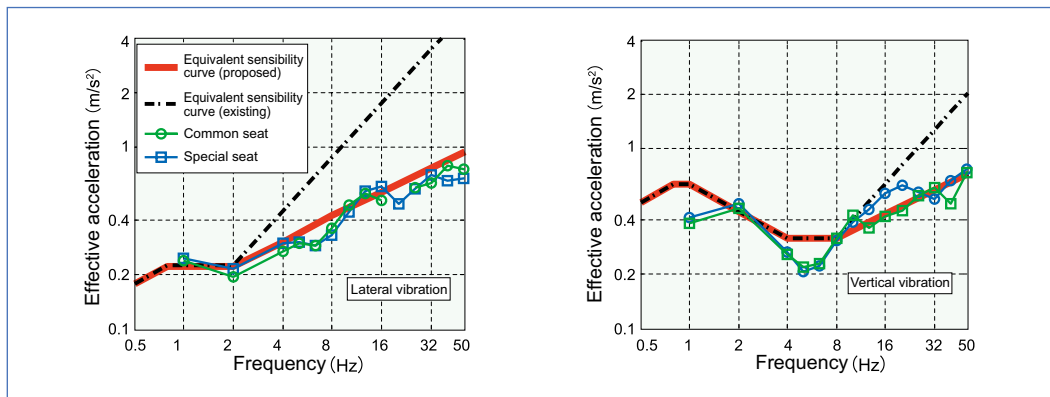 4
2
1
0.4
0.2
0.1
Effective acceleration (m/s²)
Equivalent sensibility
curve (proposed)
Equivalent sensibility
curve (existing)
Common seat
Special seat
Lateral vibration
0.5 1 2 4 8 16 32 50
Frequency (Hz)
4
2
1
0.4
0.2
0.1
Effective acceleration (m/s²)
Vertical vibration
0.5 1 2 4 8 16 32 50
Frequency (Hz)